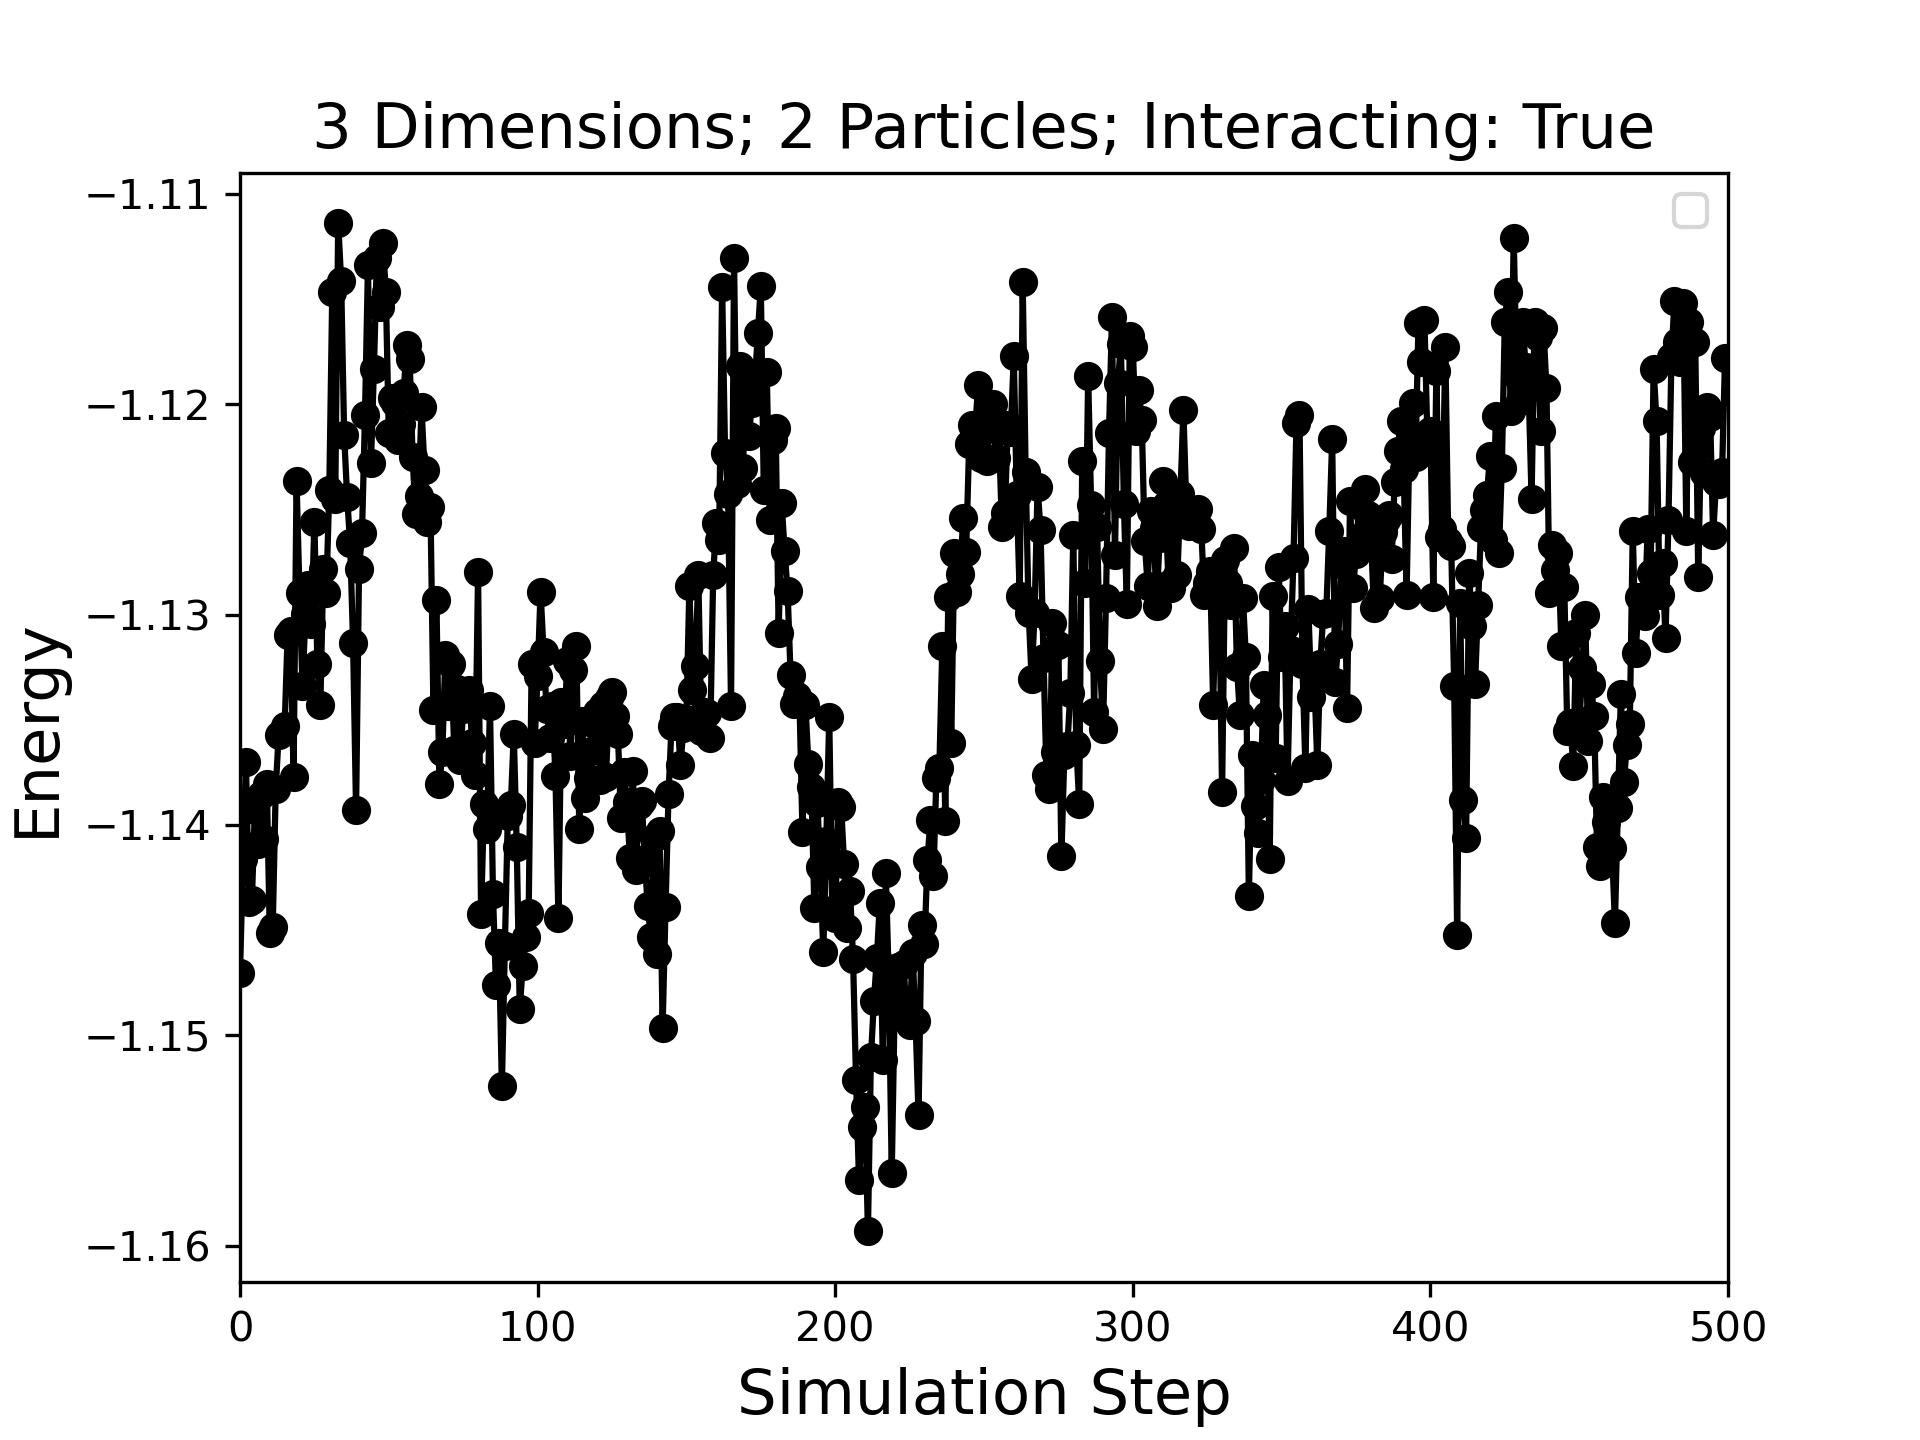 3 Dimensions; 2 Particles; Interacting: True
−1.11
−1.12
−1.13
−1.14
−1.15
−1.16
Energy
0 100 200 300 400 500
Simulation Step